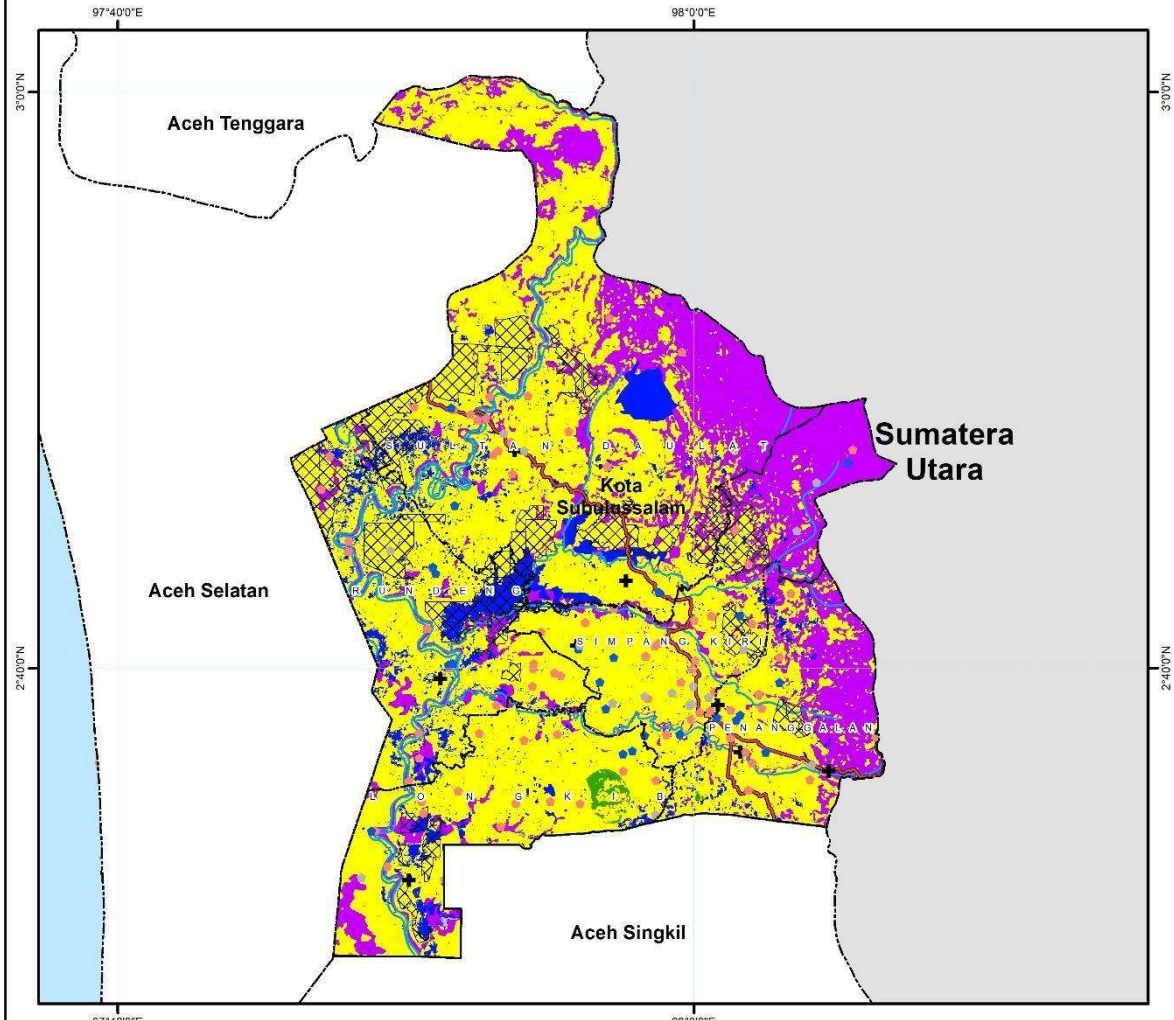 97°40'0"E
98°0'0"E
3°0'0"N
3°0'0"N
Aceh Tenggara
Sumatera
Utara
SULTAN DAULAT
Kota
Subulussalam
Aceh Selatan
RUNDENG
SIMPANG KIRI
2°40'0"N
2°40'0"N
PENANGGALAN
LONGKIB
Aceh Singkil